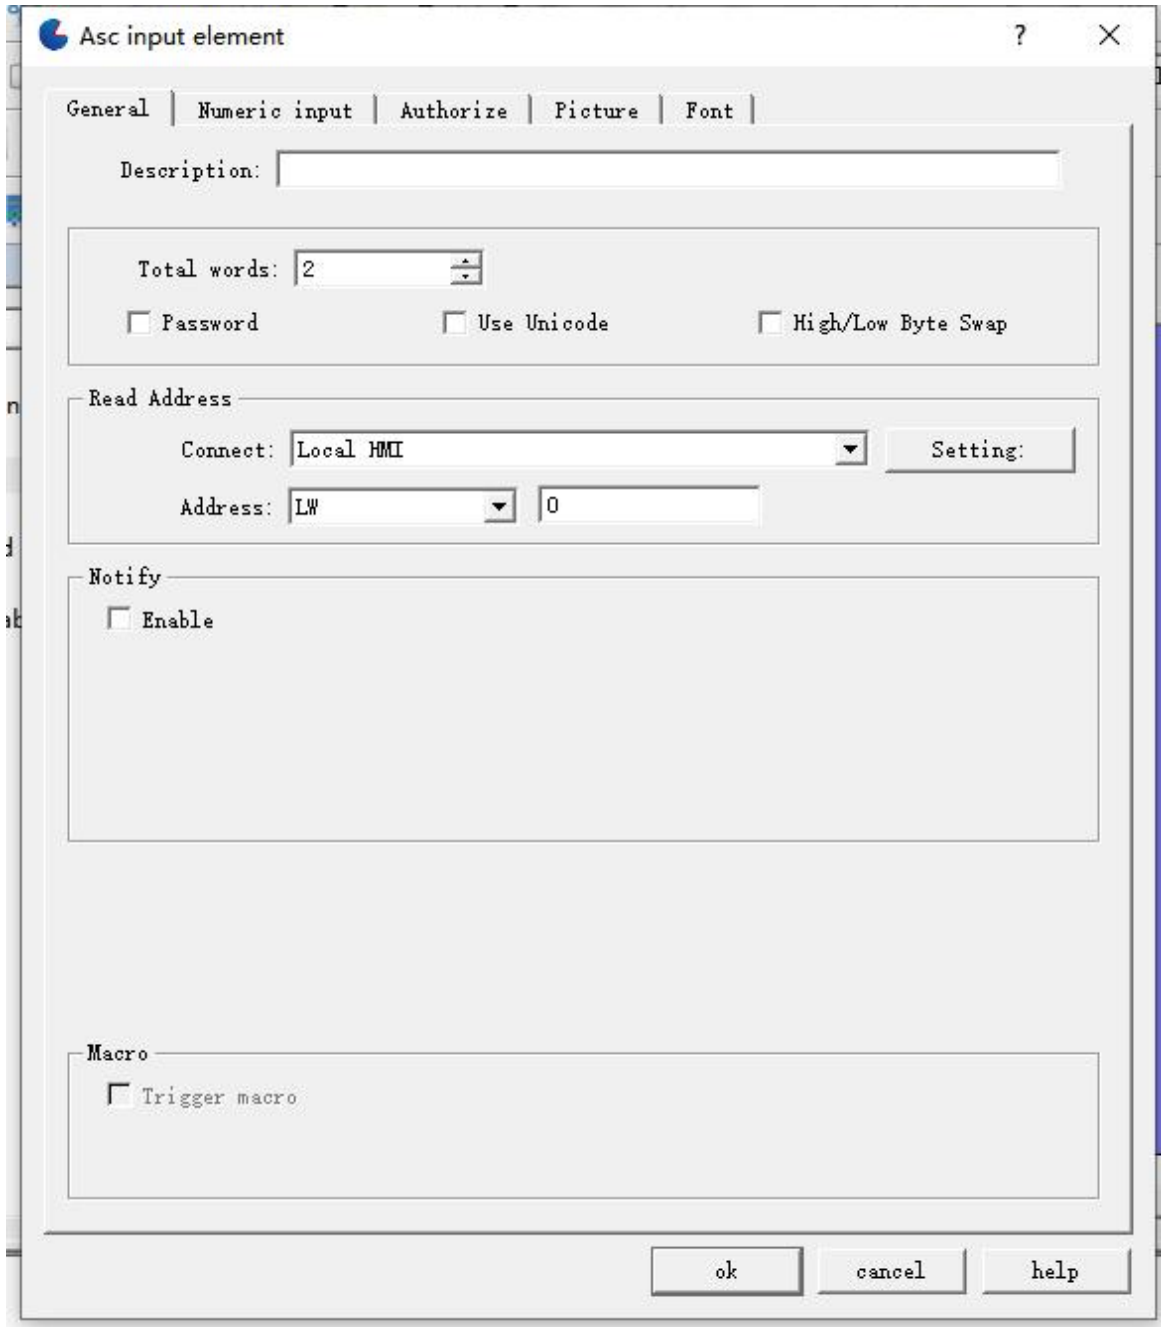 Asc input element
?
General
Numeric input
Authorize
Picture
Font
Description:
Total words: 2
Password
Use Unicode
High/Low Byte Swap
Read Address
Connect: Local HMI
Setting:
Address: LW 0
Notify
Enable
Macro
Trigger macro
ok
cancel
help